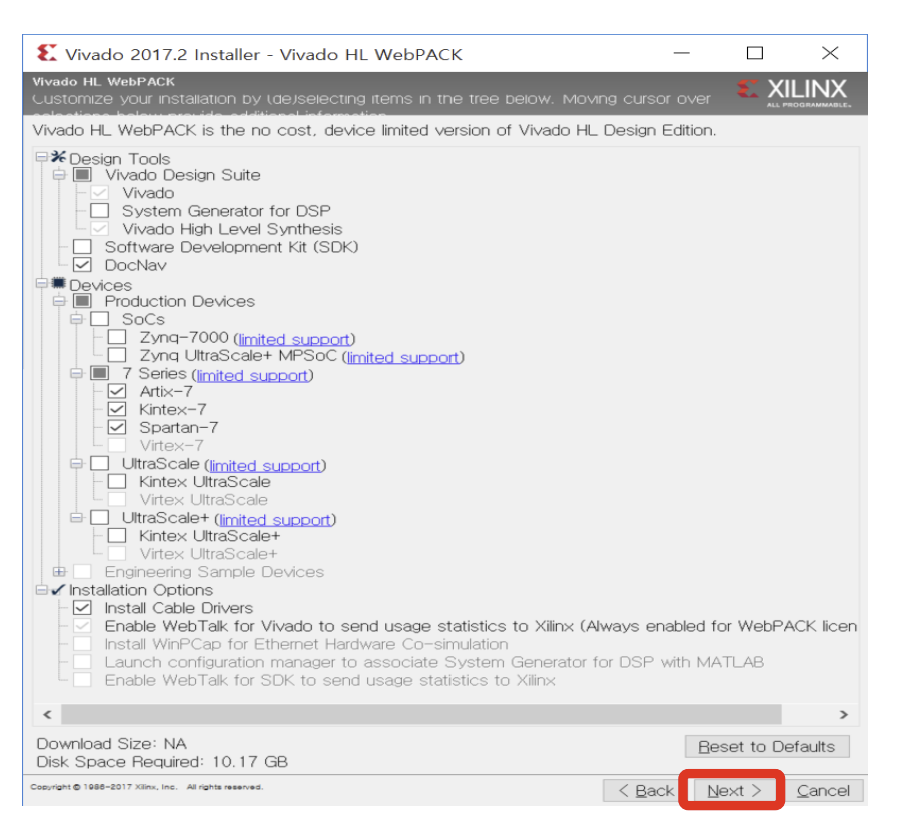 Vivado 2017.2 Installer - Vivado HL WebPACK
Vivado HL WebPACK
Customize your installation by (de)selecting items in the tree below. Moving cursor over
selections below provide additional information.
XILINX
ALL PROGRAMMABLE.
Vivado HL WebPACK is the no cost, device limited version of Vivado HL Design Edition.
Design Tools
Vivado Design Suite
Vivado
System Generator for DSP
Vivado High Level Synthesis
Software Development Kit (SDK)
DocNav
Devices
Production Devices
SoCs
Zynq-7000 (limited support)
Zynq UltraScale+ MPSoC (limited support)
7 Series (limited support)
Artix-7
Kintex-7
Spartan-7
Virtex-7
UltraScale (limited support)
Kintex UltraScale
Virtex UltraScale
UltraScale+ (limited support)
Kintex UltraScale+
Virtex UltraScale+
Engineering Sample Devices
Installation Options
Install Cable Drivers
Enable WebTalk for Vivado to send usage statistics to Xilinx (Always enabled for WebPACK licen
Install WinPCap for Ethernet Hardware Co-simulation
Launch configuration manager to associate System Generator for DSP with MATLAB
Enable WebTalk for SDK to send usage statistics to Xilinx
Download Size: NA
Reset to Defaults
Disk Space Required: 10.17 GB
Copyright © 1986-2017 Xilinx, Inc. All rights reserved.
< Back Next > Cancel